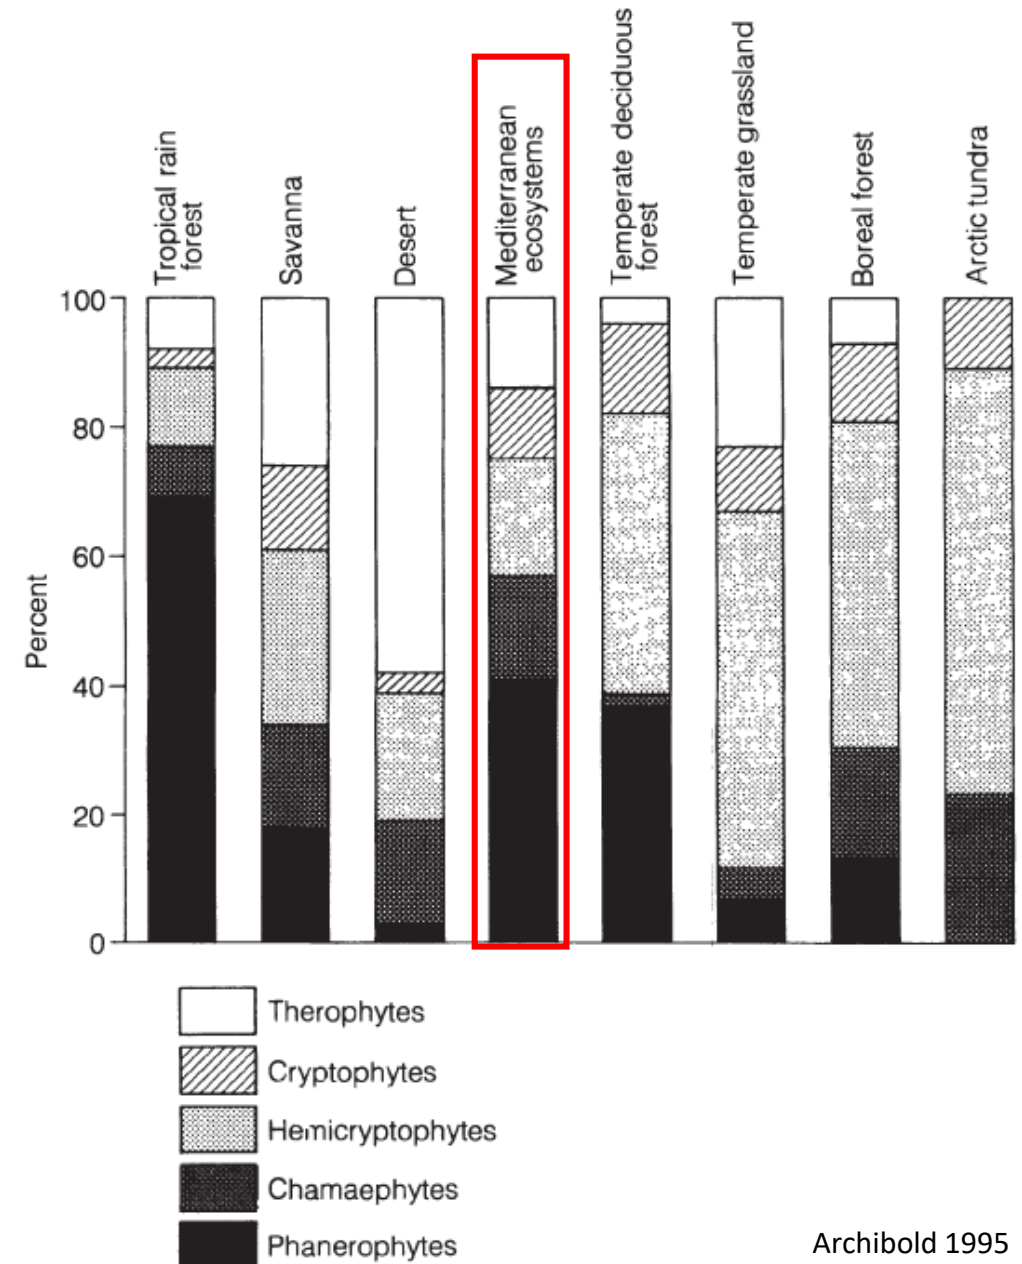 Tropical rain
forest
Savanna
Desert
Mediterranean
ecosystems
Temperate deciduous
forest
Temperate grassland
Boreal forest
Arctic tundra
Percent
100
80
60
40
20
0
Therophytes
Cryptophytes
Hemicryptophytes
Chamaephytes
Phanerophytes
Archibold 1995